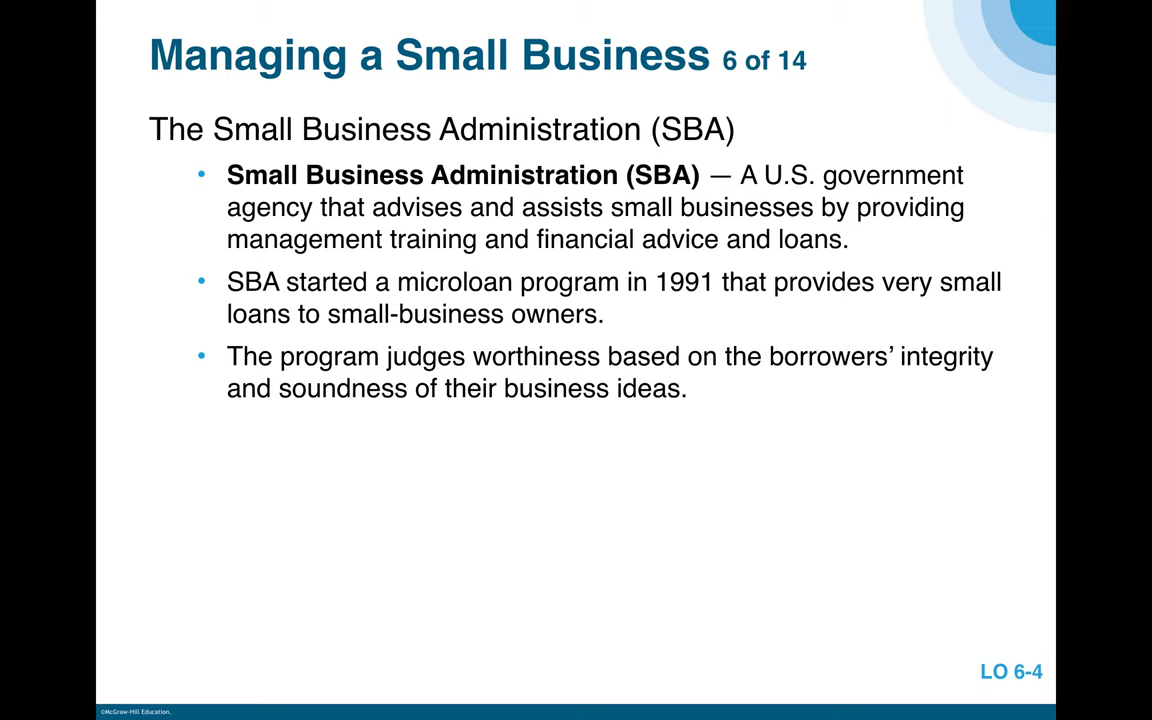 Managing a Small Business 6 of 14
The Small Business Administration (SBA)
• Small Business Administration (SBA) — A U.S. government
agency that advises and assists small businesses by providing
management training and financial advice and loans.
• SBA started a microloan program in 1991 that provides very small
loans to small-business owners.
• The program judges worthiness based on the borrowers’ integrity
and soundness of their business ideas.
LO 6-4
©McGraw-Hill Education.